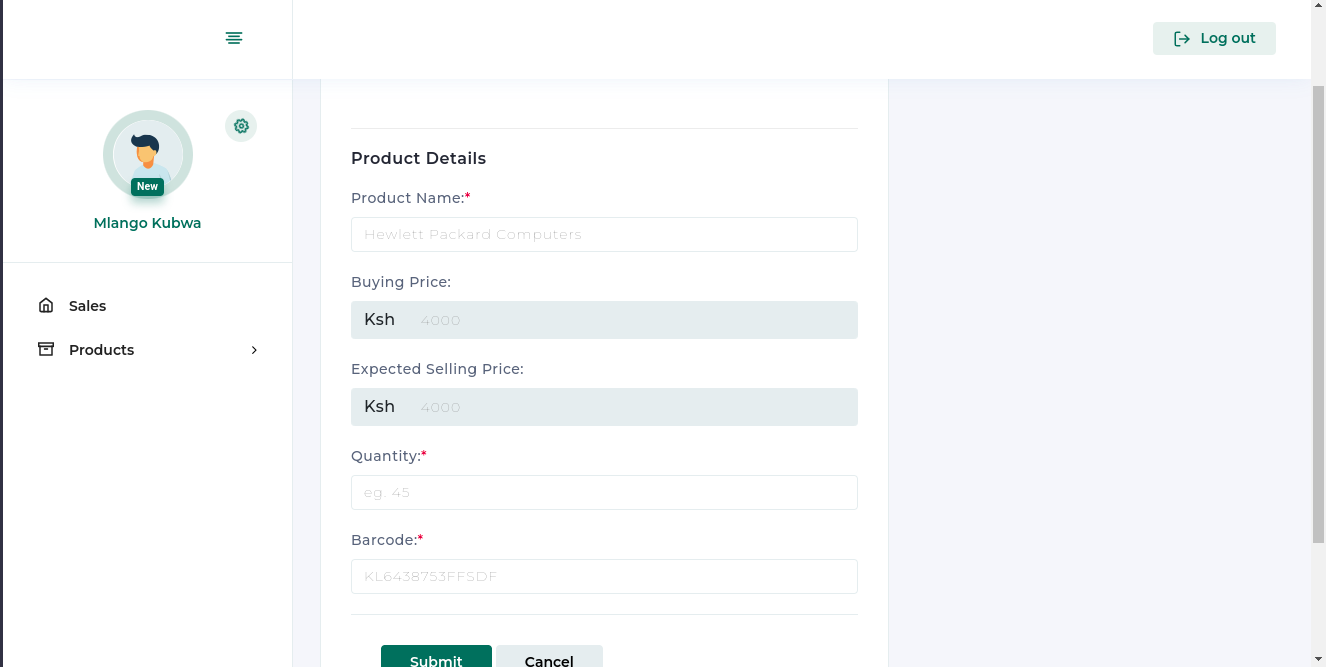 Log out
New
Mlango Kubwa
Sales
Products
Product Details
Product Name:*
Hewlett Packard Computers
Buying Price:
Ksh 4000
Expected Selling Price:
Ksh 4000
Quantity:*
eg. 45
Barcode:*
KL6438753FFSDF
Submit Cancel